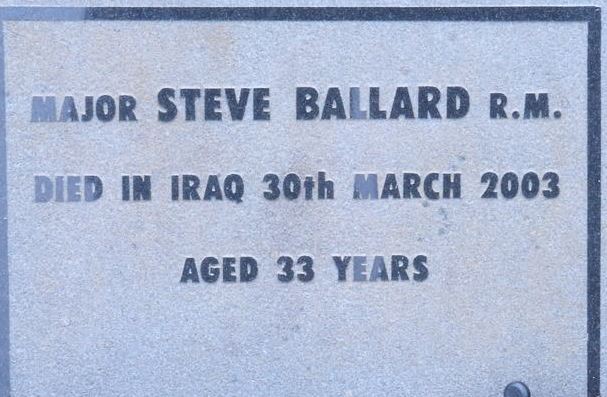 MAJOR STEVE BALLARD R.M.
DIED IN IRAQ 30th MARCH 2003
AGED 33 YEARS